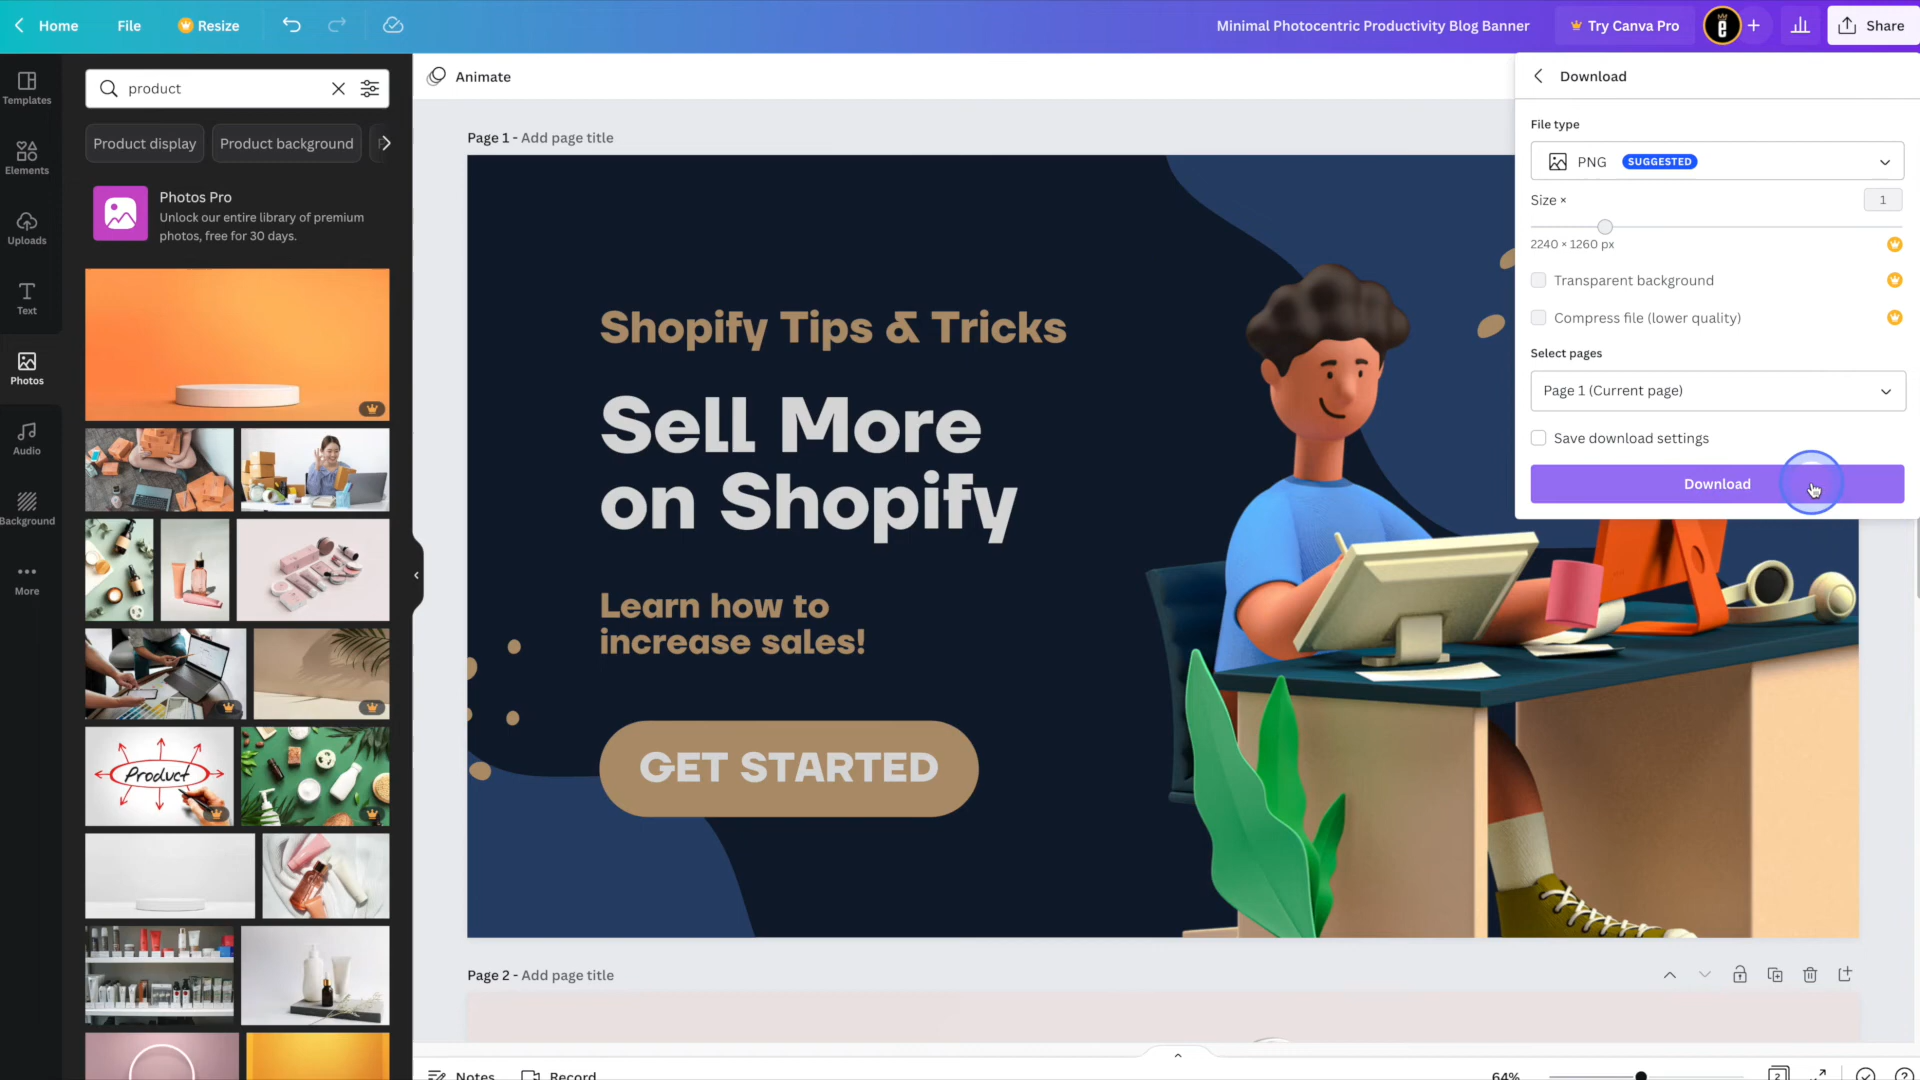 Home
File
Resize
Minimal Photocentric Productivity Blog Banner
Try Canva Pro
Share
Templates
Elements
Uploads
Text
Photos
Audio
Background
More
product
Product display
Product background
Photos Pro
Unlock our entire library of premium
photos, free for 30 days.
Product
Animate
Page 1 - Add page title
Shopify Tips & Tricks
Sell More
on Shopify
Learn how to
increase sales!
GET STARTED
Page 2 - Add page title
Download
File type
PNG
SUGGESTED
Size ×
1
2240 × 1260 px
Transparent background
Compress file (lower quality)
Select pages
Page 1 (Current page)
Save download settings
Download
Notes
Record
64%
2